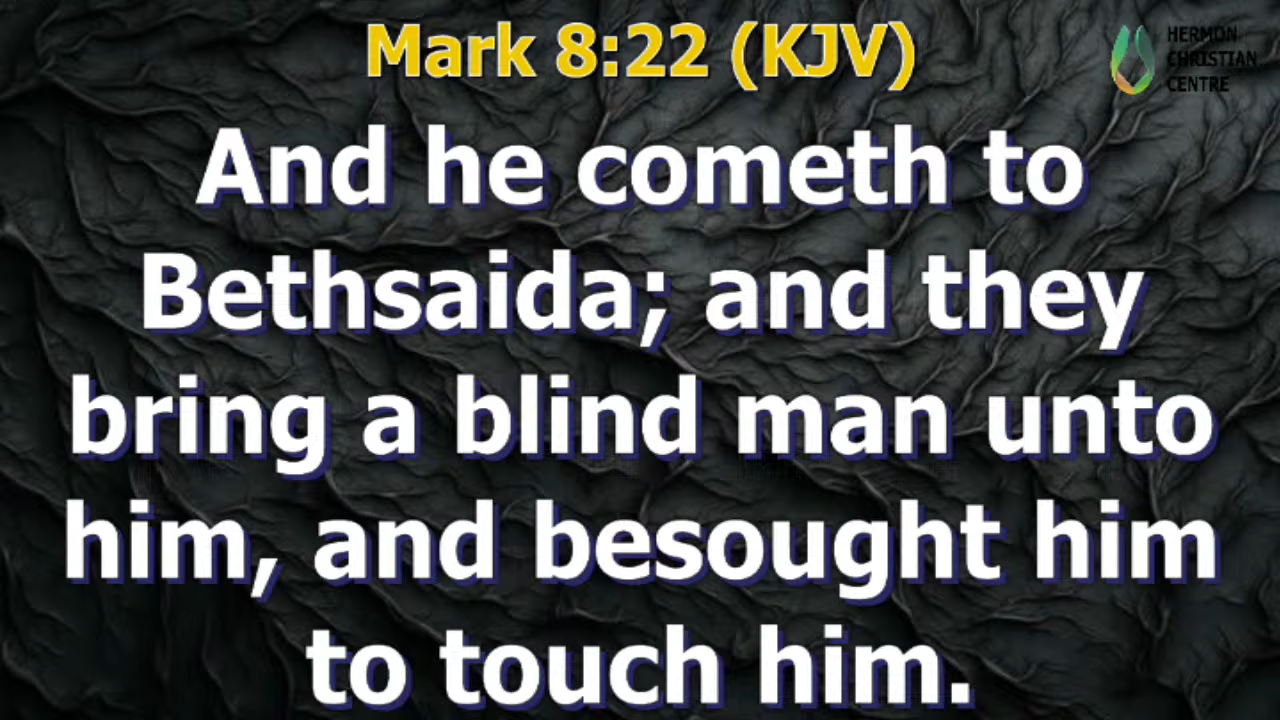 Mark 8:22 (KJV)
HERMON
CHRISTIAN
CENTRE
And he cometh to
Bethsaida; and they
bring a blind man unto
him, and besought him
to touch him.